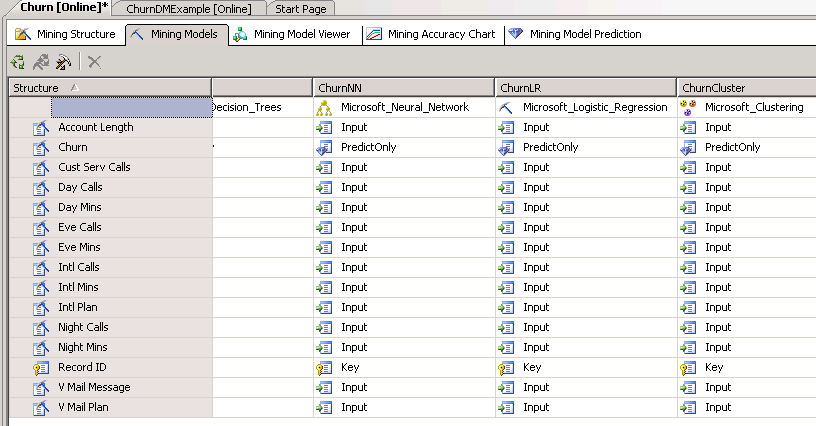 Churn [Online]* ChurnDMExample [Online] Start Page
Mining Structure Mining Models Mining Model Viewer Mining Accuracy Chart Mining Model Prediction
Structure ChurnNN ChurnLR ChurnCluster
Decision_Trees Microsoft_Neural_Network Microsoft_Logistic_Regression Microsoft_Clustering
Account Length Input Input Input
Churn PredictOnly PredictOnly PredictOnly
Cust Serv Calls Input Input Input
Day Calls Input Input Input
Day Mins Input Input Input
Eve Calls Input Input Input
Eve Mins Input Input Input
Intl Calls Input Input Input
Intl Mins Input Input Input
Intl Plan Input Input Input
Night Calls Input Input Input
Night Mins Input Input Input
Record ID Key Key Key
V Mail Message Input Input Input
V Mail Plan Input Input Input